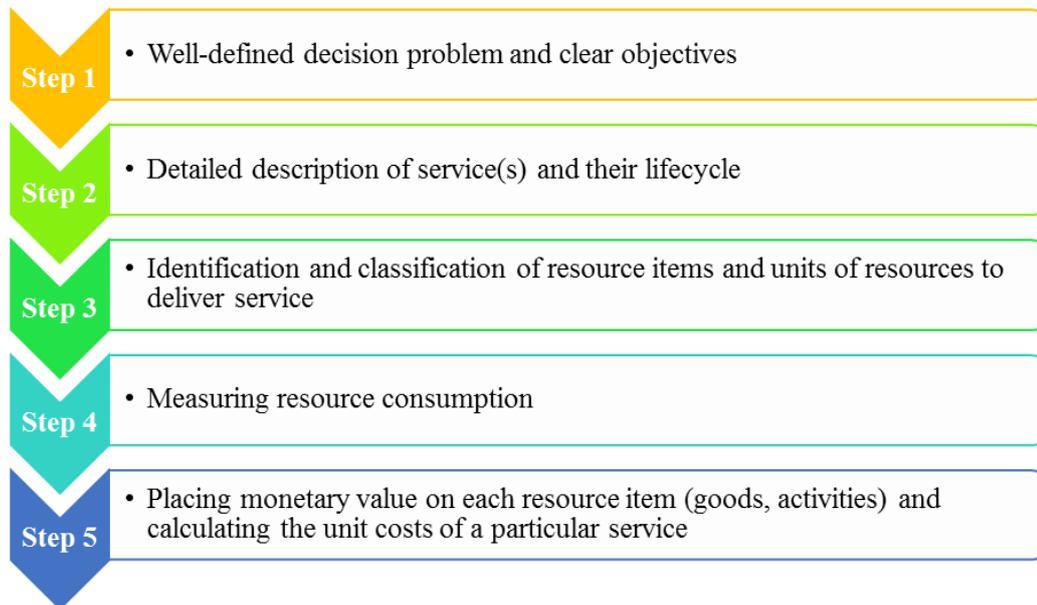 Step 1
• Well-defined decision problem and clear objectives
Step 2
• Detailed description of service(s) and their lifecycle
Step 3
• Identification and classification of resource items and units of resources to
deliver service
Step 4
• Measuring resource consumption
Step 5
• Placing monetary value on each resource item (goods, activities) and
calculating the unit costs of a particular service